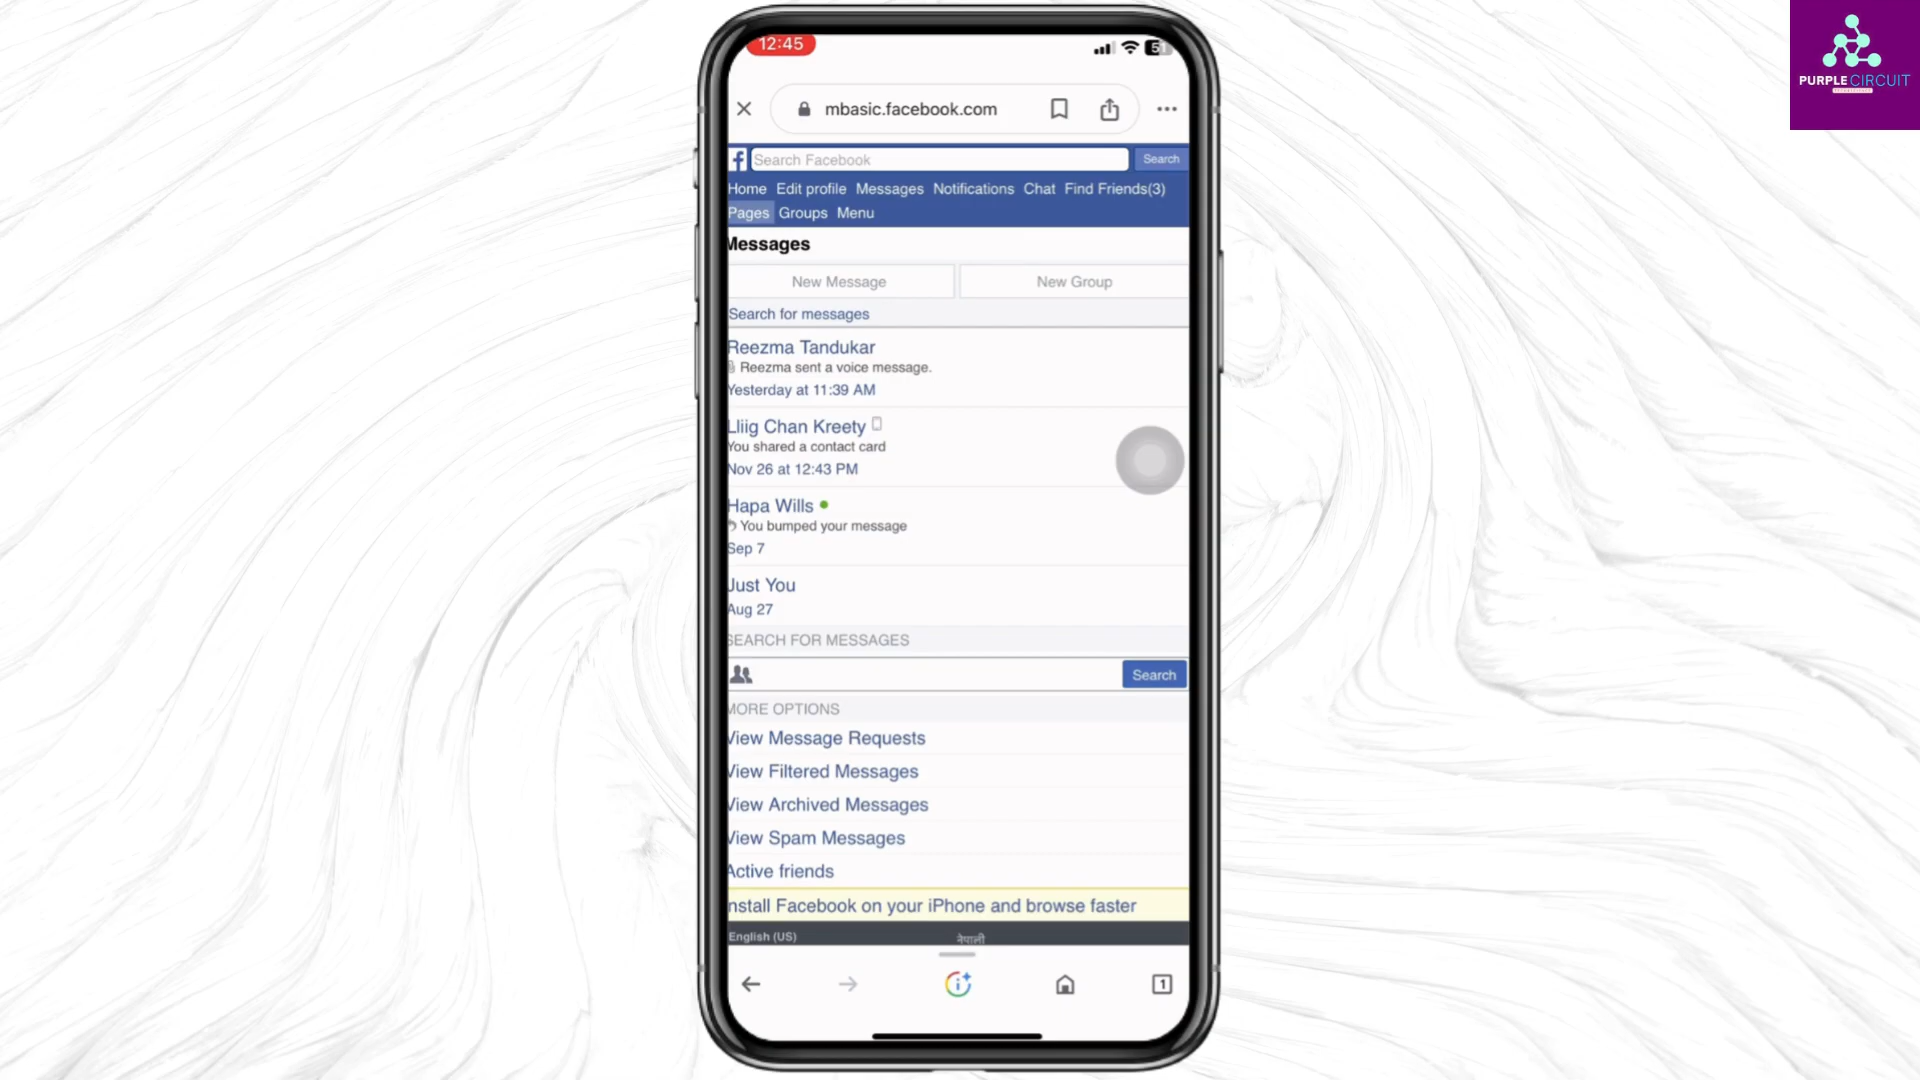 PURPLE CIRCUIT
12:45
mbasic.facebook.com
Search Facebook
Search
Home Edit profile Messages Notifications Chat Find Friends(3)
Pages Groups Menu
Messages
New Message New Group
Search for messages
Reezma Tandukar
Reezma sent a voice message.
Yesterday at 11:39 AM
Lliig Chan Kreety
You shared a contact card
Nov 26 at 12:43 PM
Hapa Wills
You bumped your message
Sep 7
Just You
Aug 27
SEARCH FOR MESSAGES
Search
MORE OPTIONS
View Message Requests
View Filtered Messages
View Archived Messages
View Spam Messages
Active friends
nstall Facebook on your iPhone and browse faster
English (US) नेपाली
1